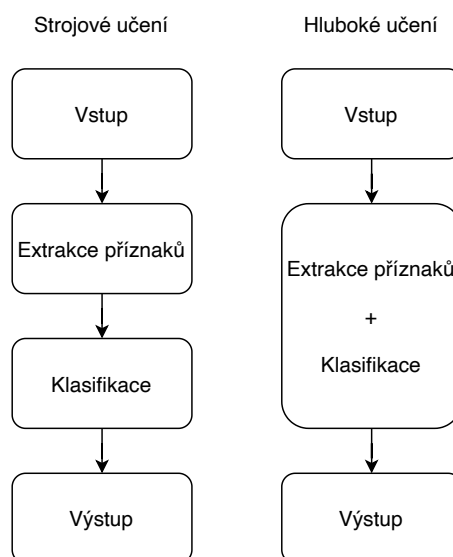 Strojové učení
Vstup
Extrakce příznaků
Klasifikace
Výstup
Hluboké učení
Vstup
Extrakce příznaků
+
Klasifikace
Výstup